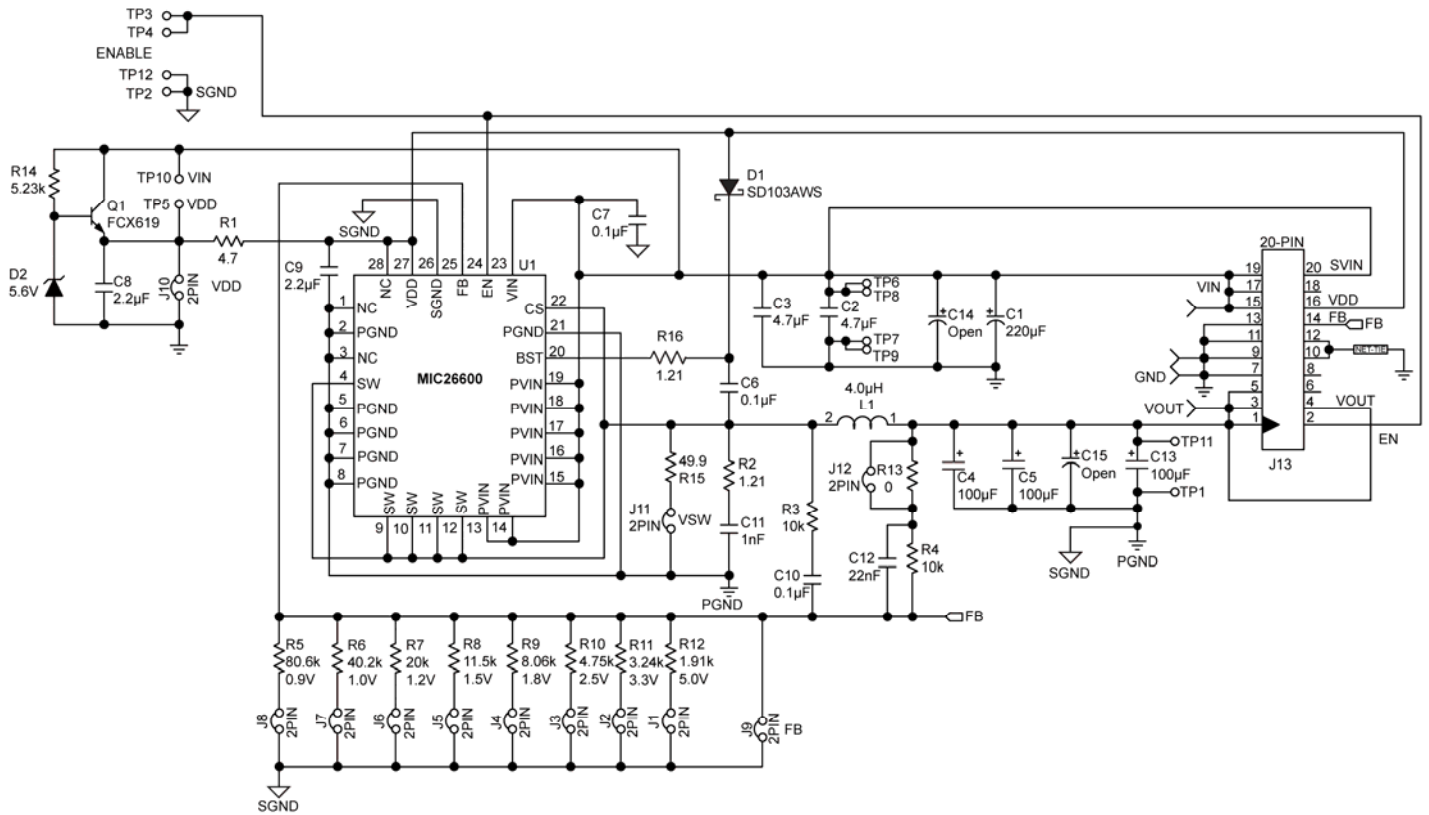 TP3
TP4
ENABLE
TP12
TP2
SGND
R14
5.23k
Q1
FCX619
TP10
VIN
TP5
VDD
R1
4.7
D2
5.6V
C8
2.2µF
J10
2PIN
VDD
C9
2.2µF
SGND
28
27
26
25
24
23
U1
NC
VDD
SGND
FB
EN
VIN
1
NC
2
PGND
3
NC
4
SW
5
PGND
6
PGND
7
PGND
8
PGND
MIC26600
CS
22
PGND
21
BST
20
PVIN
19
PVIN
18
PVIN
17
PVIN
16
PVIN
15
SW
SW
SW
SW
PVIN
PVIN
9
10
11
12
13
14
C7
0.1µF
D1
SD103AWS
R16
1.21
C6
0.1µF
C3
4.7µF
C2
4.7µF
TP6
TP8
TP7
TP9
C14
Open
C1
220µF
20-PIN
19
17
15
13
11
9
7
5
3
1
20
18
16
14
12
10
8
6
4
2
SVIN
VIN
VDD
FB
FB
NET-TIE
GND
VOUT
VOUT
EN
J13
4.0µH
L1
2
1
49.9
R15
J11
2PIN
VSW
R2
1.21
C11
1nF
PGND
R3
10k
C10
0.1µF
J12
2PIN
R13
0
C12
22nF
R4
10k
C4
100µF
C5
100µF
C15
Open
C13
100µF
TP11
TP1
SGND
PGND
FB
R5
80.6k
0.9V
R6
40.2k
1.0V
R7
20k
1.2V
R8
11.5k
1.5V
R9
8.06k
1.8V
R10
4.75k
2.5V
R11
3.24k
3.3V
R12
1.91k
5.0V
J8
2PIN
J7
2PIN
J6
2PIN
J5
2PIN
J4
2PIN
J3
2PIN
J2
2PIN
J1
2PIN
J9
2PIN
FB
SGND